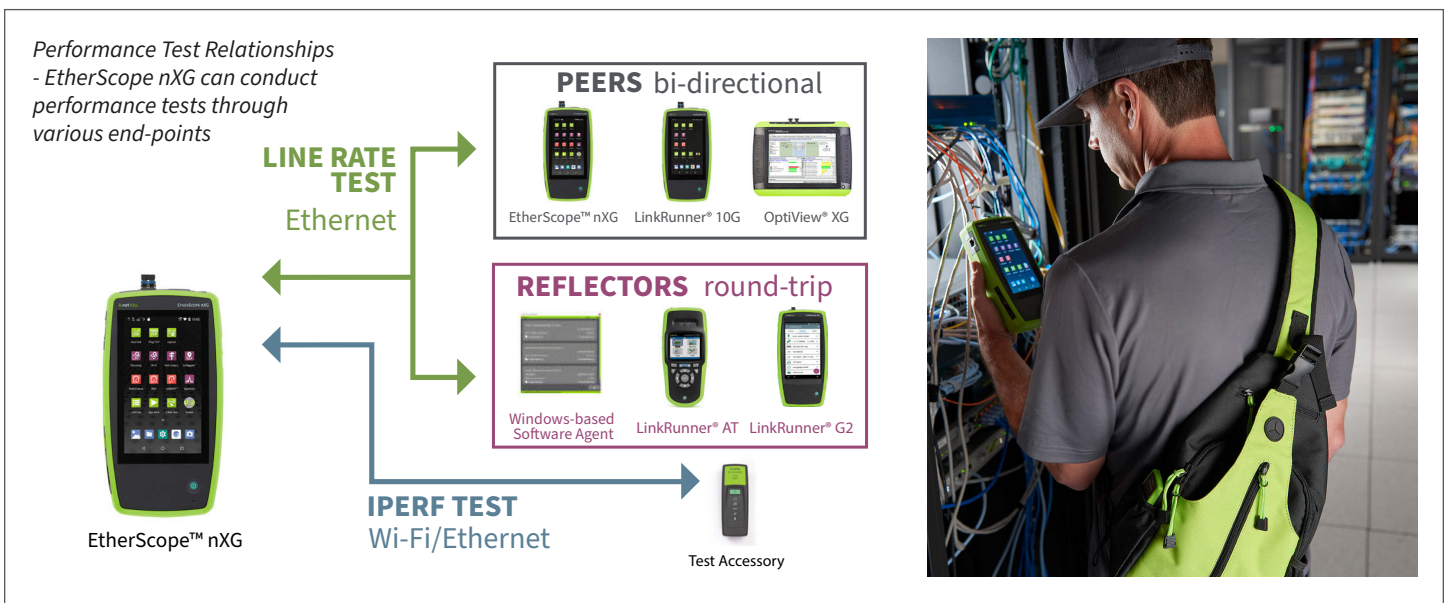 Performance Test Relationships
- EtherScope nXG can conduct
performance tests through
various end-points
LINE RATE
TEST
Ethernet
PEERS bi-directional
EtherScope™ nXG
LinkRunner® 10G
OptiView® XG
REFLECTORS round-trip
Windows-based
Software Agent
LinkRunner® AT
LinkRunner® G2
IPERF TEST
Wi-Fi/Ethernet
EtherScope™ nXG
Test Accessory